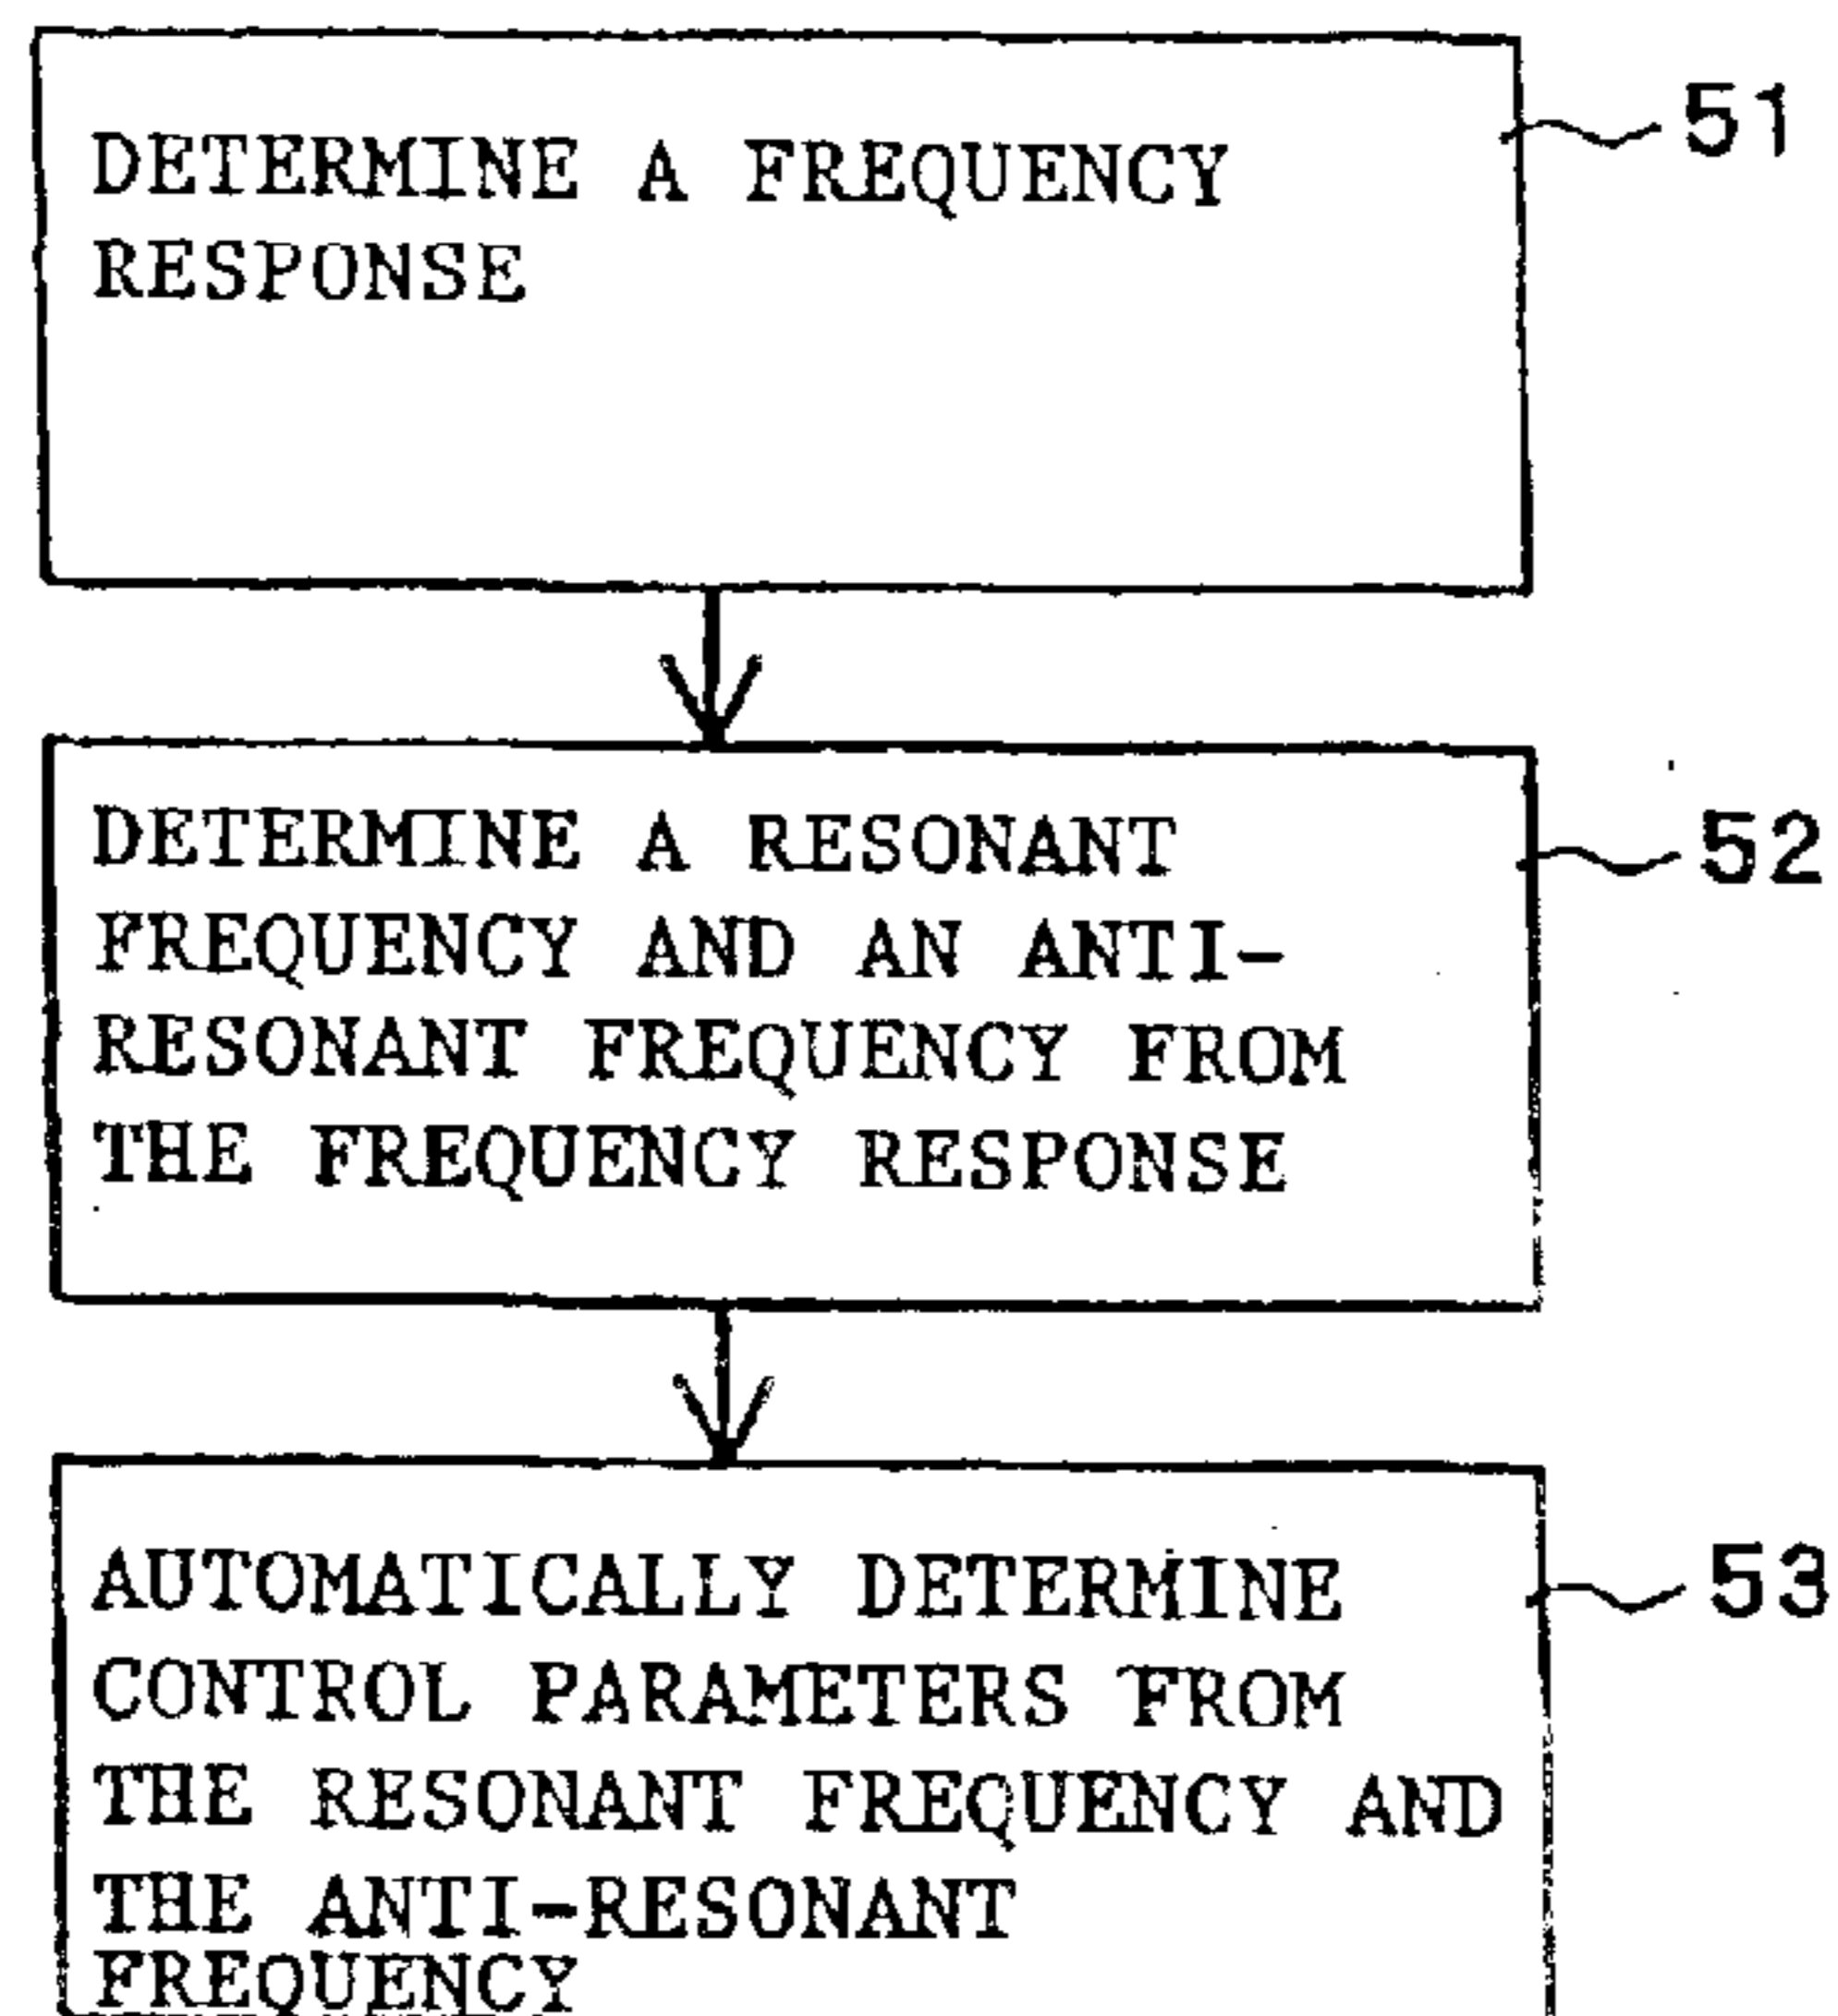 DETERMINE A FREQUENCY
RESPONSE
51
DETERMINE A RESONANT
FREQUENCY AND AN ANTI-
RESONANT FREQUENCY FROM
THE FREQUENCY RESPONSE
52
AUTOMATICALLY DETERMINE
CONTROL PARAMETERS FROM
THE RESONANT FREQUENCY AND
THE ANTI-RESONANT
FREQUENCY
53